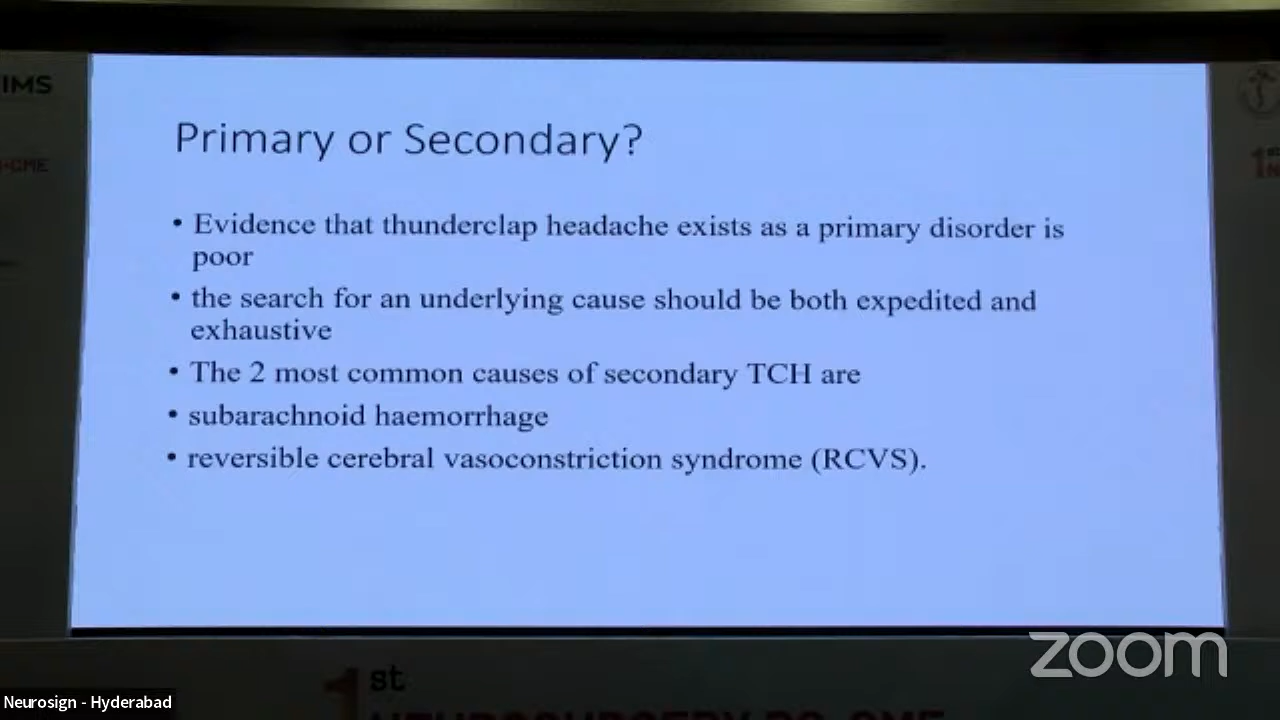 IMS
Primary or Secondary?
• Evidence that thunderclap headache exists as a primary disorder is
poor
• the search for an underlying cause should be both expedited and
exhaustive
• The 2 most common causes of secondary TCH are
• subarachnoid haemorrhage
• reversible cerebral vasoconstriction syndrome (RCVS).
zoom
1st
Neurosign - Hyderabad